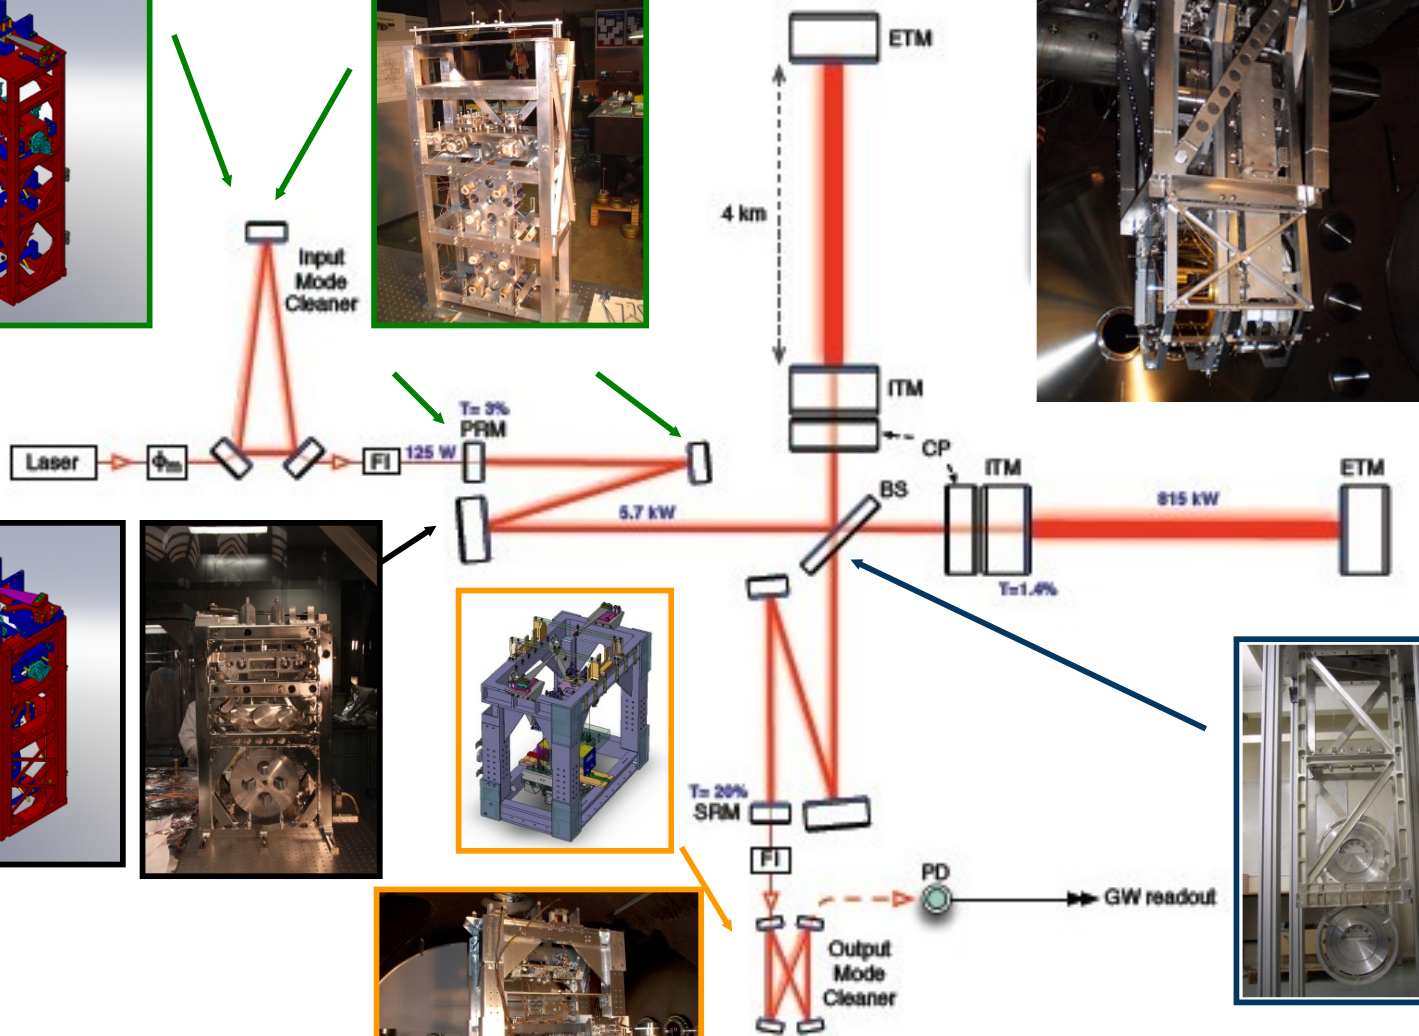 ETM
4 km
Input
Mode
Cleaner
ITM
T= 3%
PRM
CP
Laser
Φm
FI
125 W
ITM
ETM
BS
5.7 kW
815 kW
T=1.4%
T= 20%
SRM
FI
PD
GW readout
Output
Mode
Cleaner